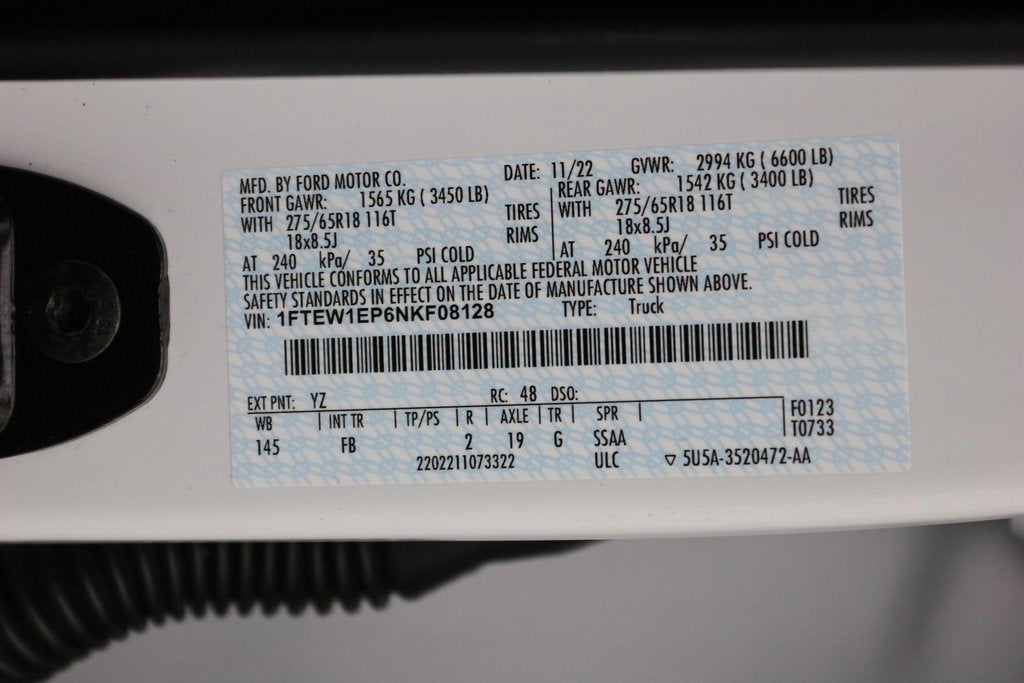 MFD. BY FORD MOTOR CO. DATE: 11/22 GVWR: 2994 KG ( 6600 LB)
FRONT GAWR: 1565 KG ( 3450 LB) REAR GAWR: 1542 KG ( 3400 LB)
WITH 275/65R18 116T TIRES WITH 275/65R18 116T TIRES
18x8.5J RIMS 18x8.5J RIMS
AT 240 kPa/ 35 PSI COLD AT 240 kPa/ 35 PSI COLD
THIS VEHICLE CONFORMS TO ALL APPLICABLE FEDERAL MOTOR VEHICLE
SAFETY STANDARDS IN EFFECT ON THE DATE OF MANUFACTURE SHOWN ABOVE.
VIN: 1FTEW1EP6NKF08128 TYPE: Truck
EXT PNT: YZ RC: 48 DSO:
WB INT TR TP/PS R AXLE TR SPR F0123
145 FB 2 19 G SSAA T0733
2202211073322 ULC ▽ 5U5A-3520472-AA